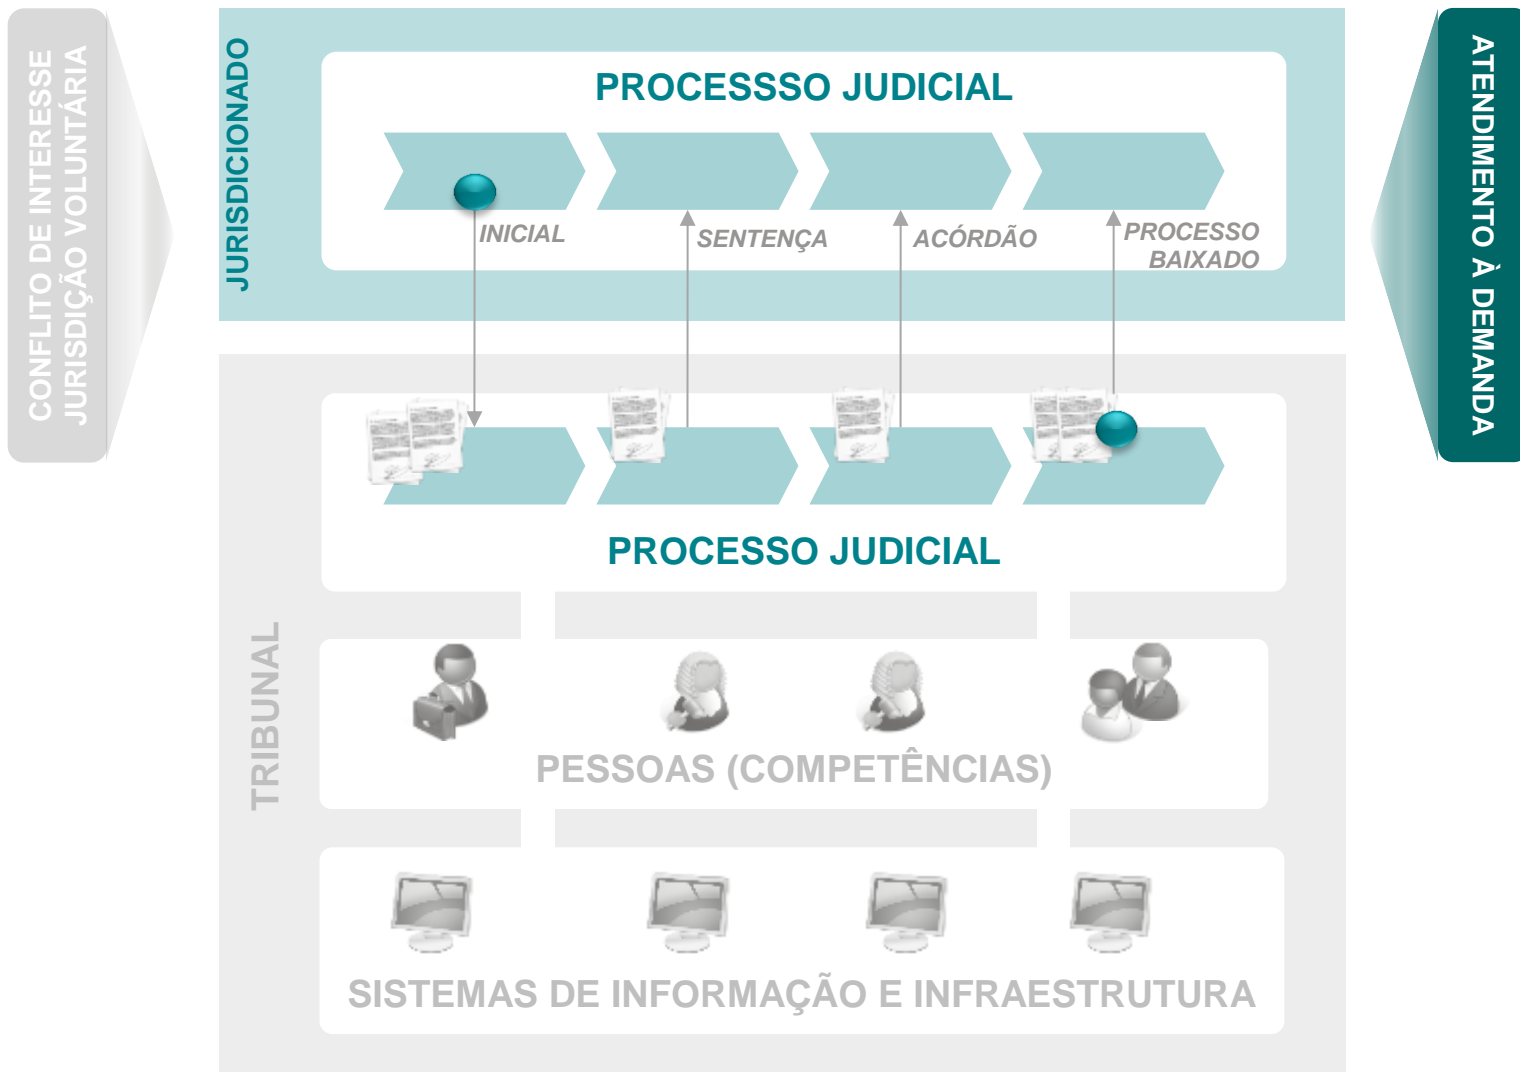 CONFLITO DE INTERESSE
JURISDIÇÃO VOLUNTÁRIA
JURISDICIONADO
PROCESSSO JUDICIAL
INICIAL
SENTENÇA
ACÓRDÃO
PROCESSO
BAIXADO
ATENDIMENTO À DEMANDA
PROCESSO JUDICIAL
TRIBUNAL
PESSOAS (COMPETÊNCIAS)
SISTEMAS DE INFORMAÇÃO E INFRAESTRUTURA